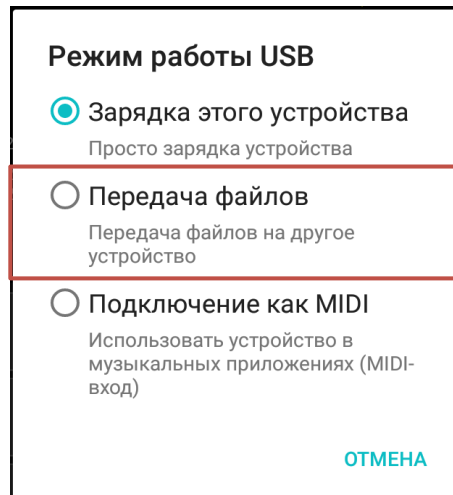 Режим работы USB
Зарядка этого устройства
Просто зарядка устройства
Передача файлов
Передача файлов на другое
устройство
Подключение как MIDI
Использовать устройство в
музыкальных приложениях (MIDI-
вход)
ОТМЕНА